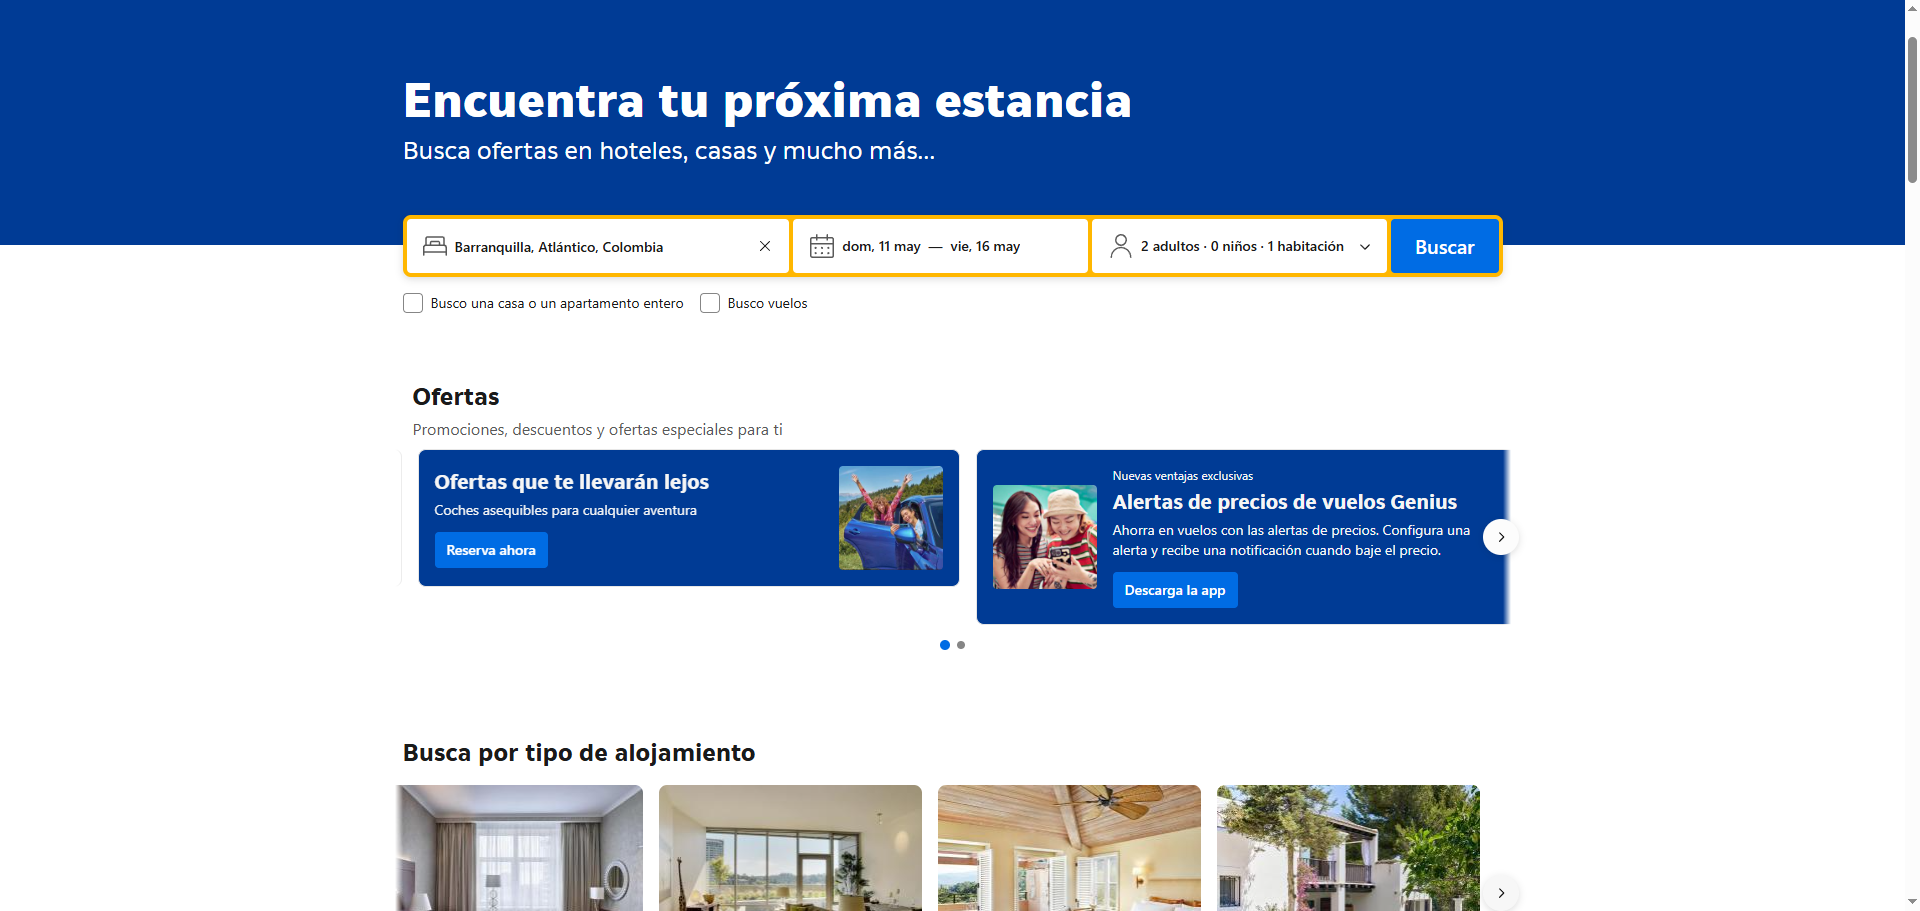 Encuentra tu próxima estancia
Busca ofertas en hoteles, casas y mucho más...
Barranquilla, Atlántico, Colombia
dom, 11 may — vie, 16 may
2 adultos · 0 niños · 1 habitación
Buscar
Busco una casa o un apartamento entero
Busco vuelos
Ofertas
Promociones, descuentos y ofertas especiales para ti
Ofertas que te llevarán lejos
Coches asequibles para cualquier aventura
Reserva ahora
Nuevas ventajas exclusivas
Alertas de precios de vuelos Genius
Ahorra en vuelos con las alertas de precios. Configura una
alerta y recibe una notificación cuando baje el precio.
Descarga la app
Busca por tipo de alojamiento